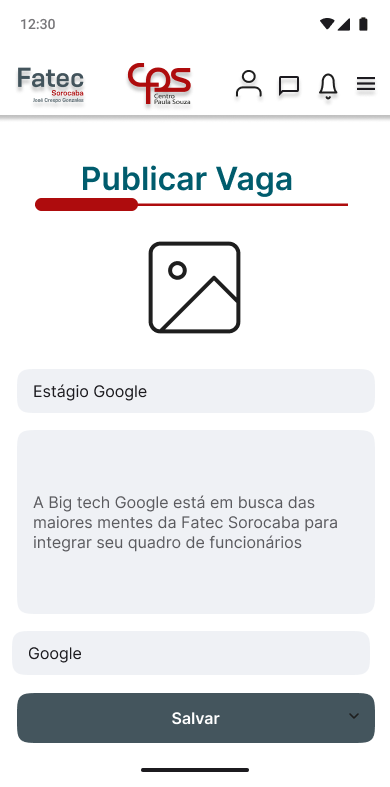 12:30
Fatec
Sorocaba
José Crespo Gonzales
CPS
Centro
Paula Souza
Publicar Vaga
Estágio Google
A Big tech Google está em busca das
maiores mentes da Fatec Sorocaba para
integrar seu quadro de funcionários
Google
Salvar